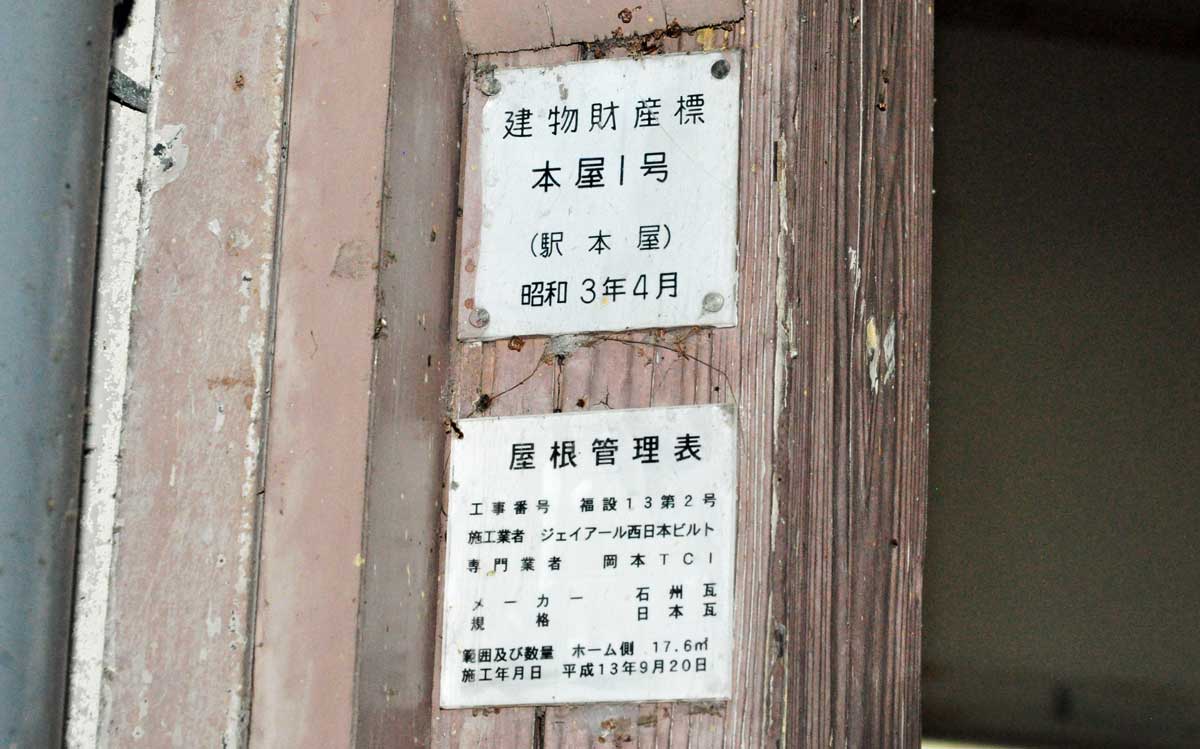 建物財産標
本屋1号
(駅本屋)
昭和3年4月
屋根管理表
工事番号 福設13第2号
施工業者 ジェイアール西日本ビルト
専門業者 岡本TCI
メーカー 石州瓦
規格 日本瓦
範囲及び数量 ホーム側 17.6㎡
施工年月日 平成13年9月20日